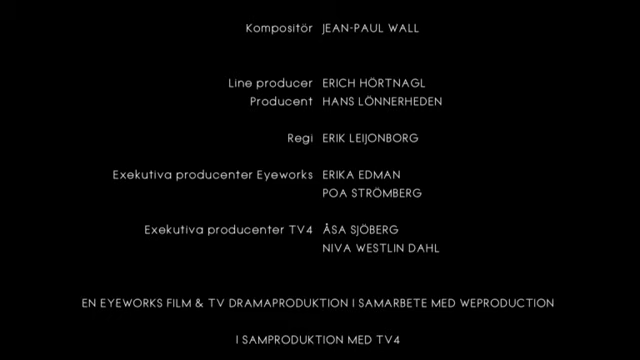 Kompositör JEAN-PAUL WALL
Line producer ERICH HÖRTNAGL
Producent HANS LÖNNERHEDEN
Regi ERIK LEIJONBORG
Exekutiva producenter Eyeworks ERIKA EDMAN
POA STRÖMBERG
Exekutiva producenter TV4 ÅSA SJÖBERG
NIVA WESTLIN DAHL
EN EYEWORKS FILM & TV DRAMAPRODUKTION I SAMARBETE MED WEPRODUCTION
I SAMPRODUKTION MED TV4